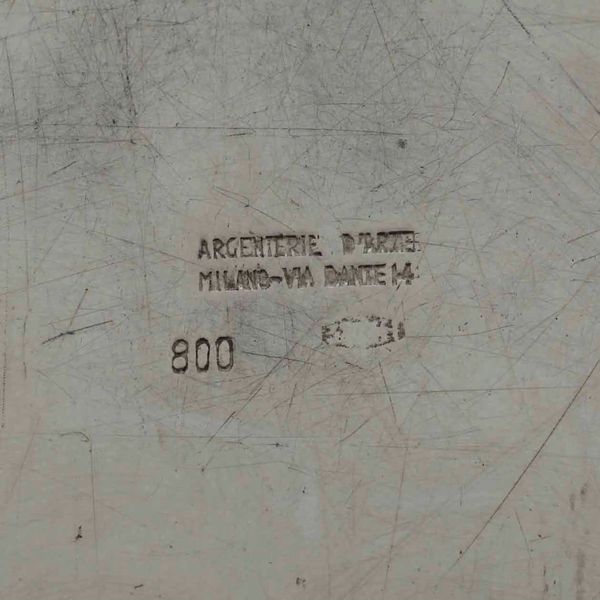 ARGENTERIE D'ARTE
MILANO-VIA DANTE 14
800